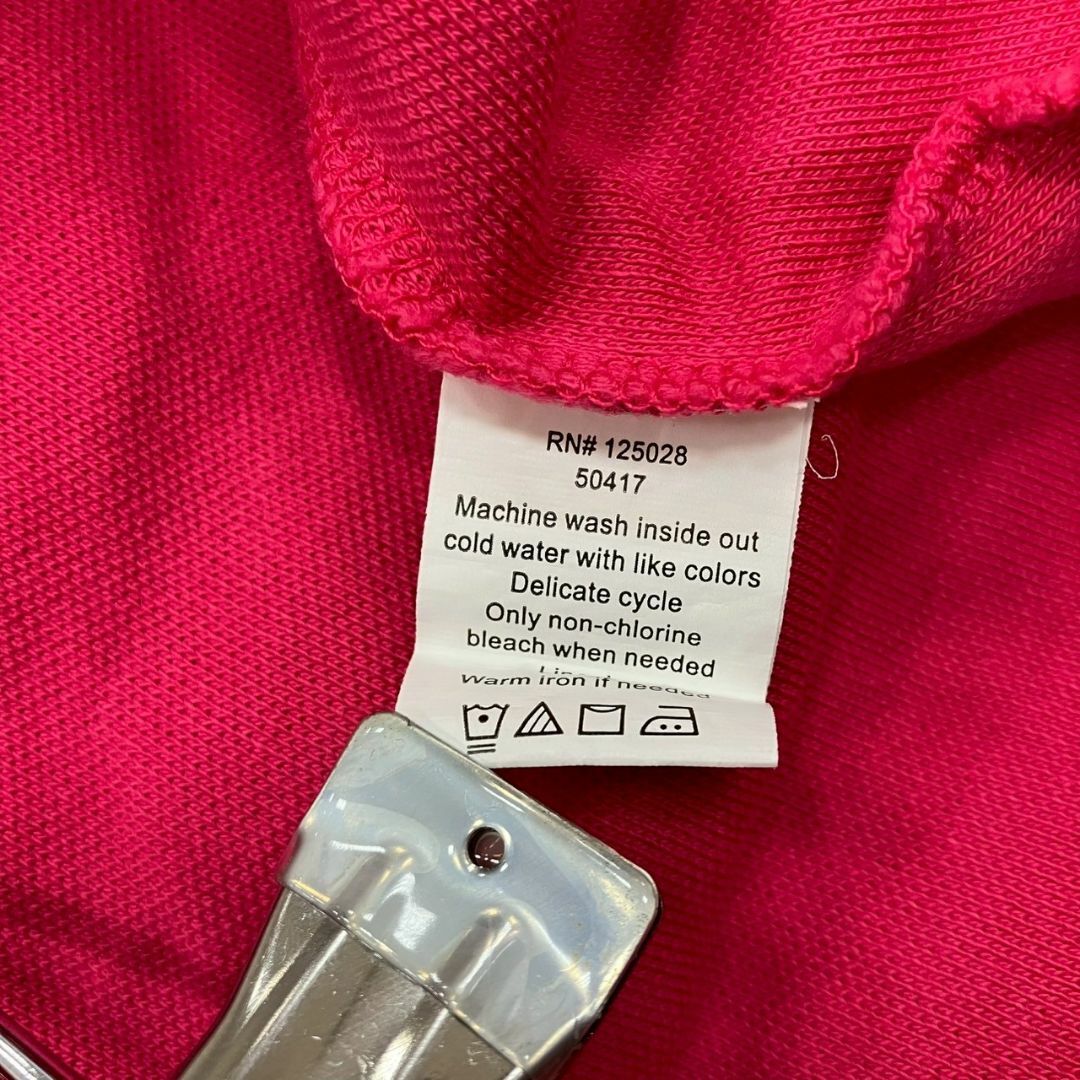 RN# 125028
50417
Machine wash inside out
cold water with like colors
Delicate cycle
Only non-chlorine
bleach when needed
Warm iron if needed